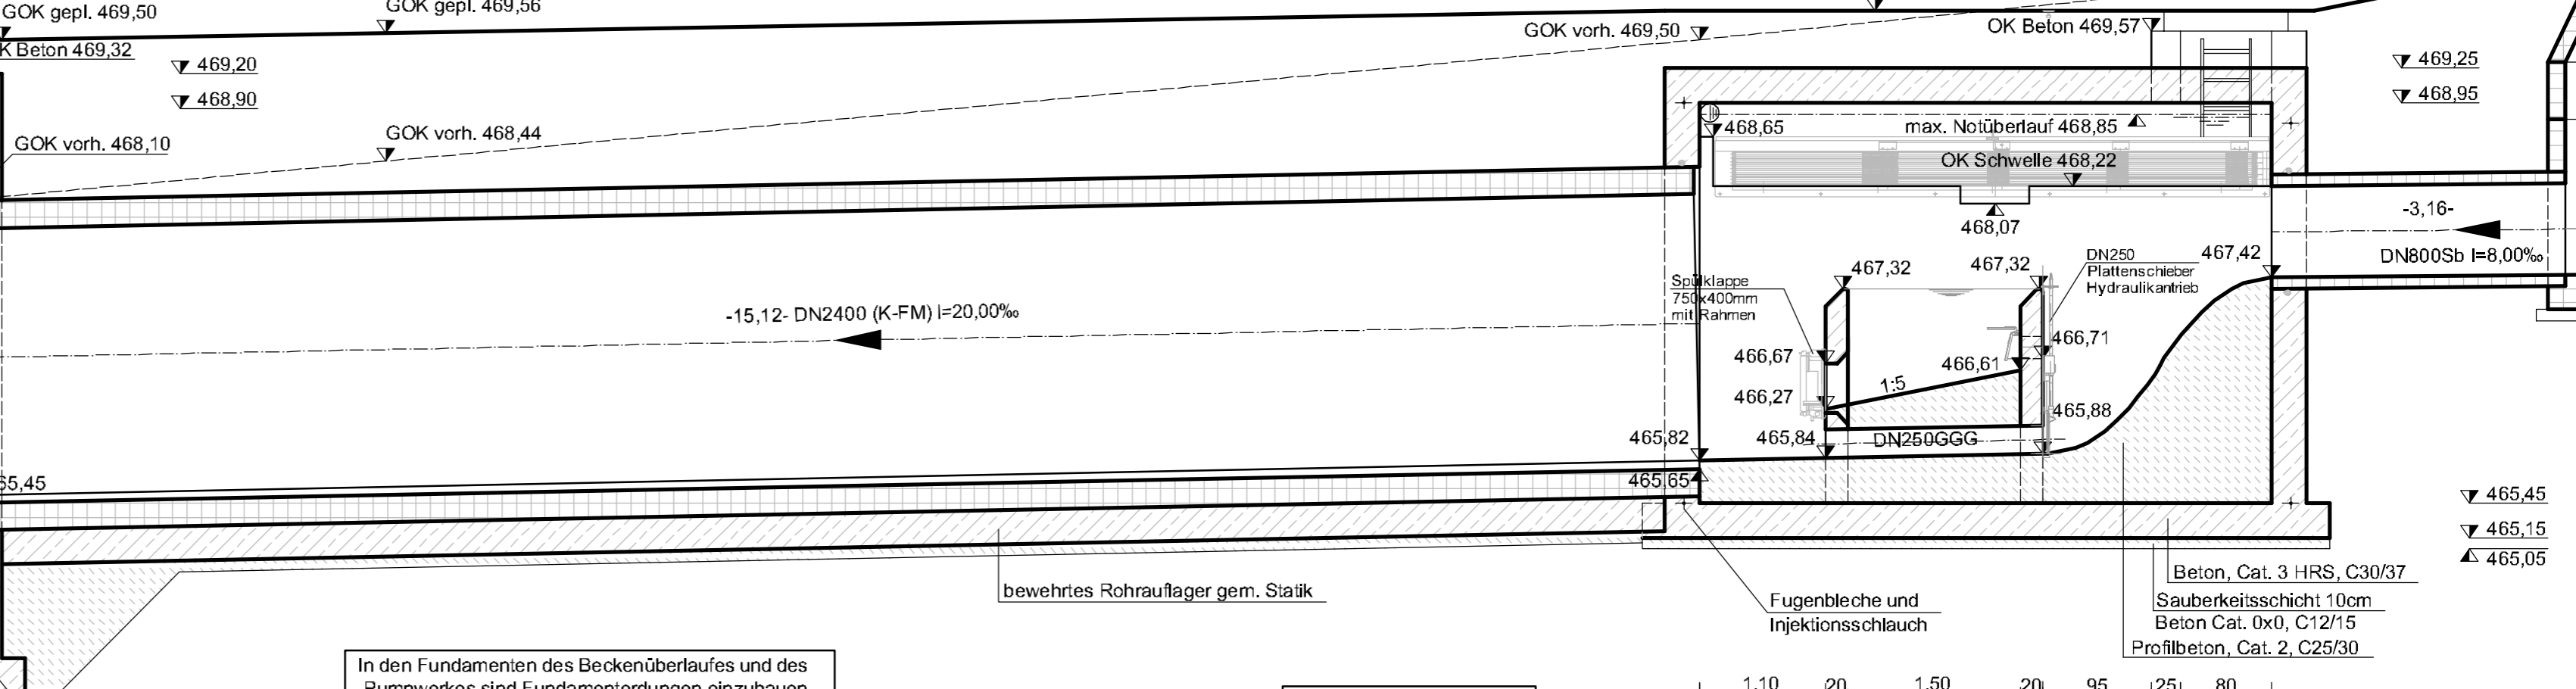 GOK gepl. 469,50
GOK gepl. 469,56
K Beton 469,32
469,20
468,90
GOK vorh. 468,10
GOK vorh. 468,44
GOK vorh. 469,50
OK Beton 469,57
469,25
468,95
468,65
max. Notüberlauf 468,85
OK Schwelle 468,22
468,07
-3,16-
DN800Sb I=8,00‰
467,42
DN250
Plattenschieber
Hydraulikantrieb
467,32
467,32
Spülklappe
750x400mm
mit Rahmen
-15,12- DN2400 (K-FM) I=20,00‰
466,71
466,67
466,61
1:5
466,27
465,88
465,82
465,84
DN250GGG
465,65
65,45
465,45
465,15
465,05
bewehrtes Rohrauflager gem. Statik
Fugenbleche und
Injektionsschlauch
Beton, Cat. 3 HRS, C30/37
Sauberkeitsschicht 10cm
Beton Cat. 0x0, C12/15
Profilbeton, Cat. 2, C25/30
In den Fundamenten des Beckenüberlaufes und des
Pumpwerkes sind Fundamenterdungen einzubauen
1,10 20 1,50 20 95 25 80